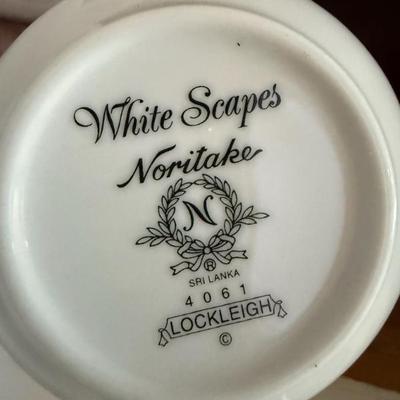 White Scapes
Noritake
N
®
SRI LANKA
4061
LOCKLEIGH
©